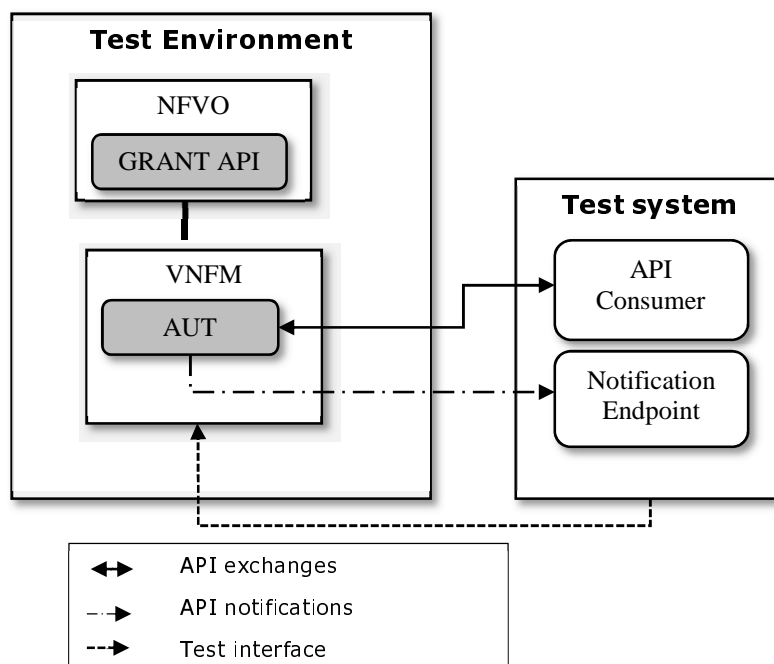 Test Environment
NFVO
GRANT API
VNFM
AUT
Test system
API
Consumer
Notification
Endpoint
API exchanges
API notifications
Test interface